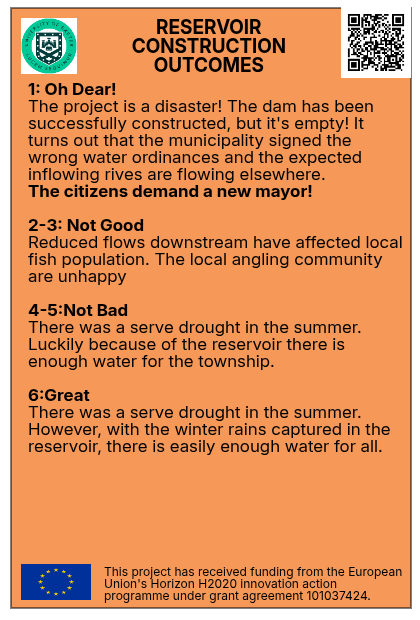 RESERVOIR
CONSTRUCTION
OUTCOMES
1: Oh Dear!
The project is a disaster! The dam has been
successfully constructed, but it's empty! It
turns out that the municipality signed the
wrong water ordinances and the expected
inflowing rives are flowing elsewhere.
The citizens demand a new mayor!
2-3: Not Good
Reduced flows downstream have affected local
fish population. The local angling community
are unhappy
4-5:Not Bad
There was a serve drought in the summer.
Luckily because of the reservoir there is
enough water for the township.
6:Great
There was a serve drought in the summer.
However, with the winter rains captured in the
reservoir, there is easily enough water for all.
This project has received funding from the European
Union's Horizon H2020 innovation action
programme under grant agreement 101037424.